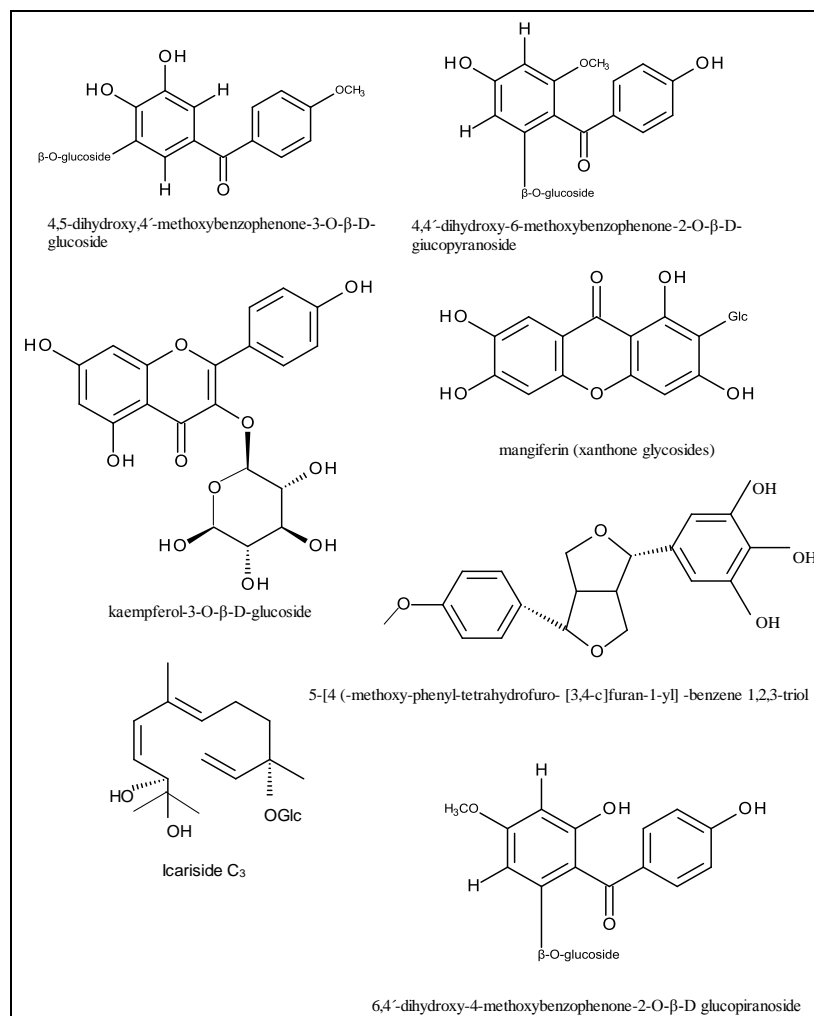 OH
OH
HO
H
OCH3
β-O-glucoside
H
O
4,5-dihydroxy,4´-methoxybenzophenone-3-O-β-D-
glucoside
H
HO
OCH3
OH
H
O
β-O-glucoside
4,4´-dihydroxy-6-methoxybenzophenone-2-O-β-D-
giucopyranoside
OH
HO
O
O
OH
O
O
OH
HO
OH
OH
kaempferol-3-O-β-D-glucoside
O
OH
HO
Glc
HO
O
OH
mangiferin (xanthone glycosides)
OH
O
OH
O
OH
O
5-[4 (-methoxy-phenyl-tetrahydrofuro- [3,4-c]furan-1-yl] -benzene 1,2,3-triol
HO
OH
OGlc
Icariside C3
H
H3CO
OH
OH
H
O
β-O-glucoside
6,4´-dihydroxy-4-methoxybenzophenone-2-O-β-D glucopiranoside